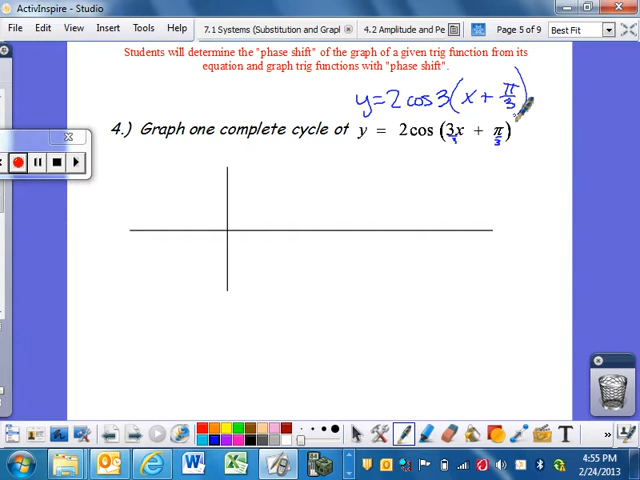 ActivInspire - Studio
File Edit View Insert Tools Help
7.1 Systems (Substitution and Graph
4.2 Amplitude and Pe
Page 5 of 9
Best Fit
Students will determine the "phase shift" of the graph of a given trig function from its
equation and graph trig functions with "phase shift".
y=2 cos 3(x + π/3)
4.) Graph one complete cycle of y = 2cos (3x + π)
3 3
4:55 PM
2/24/2013